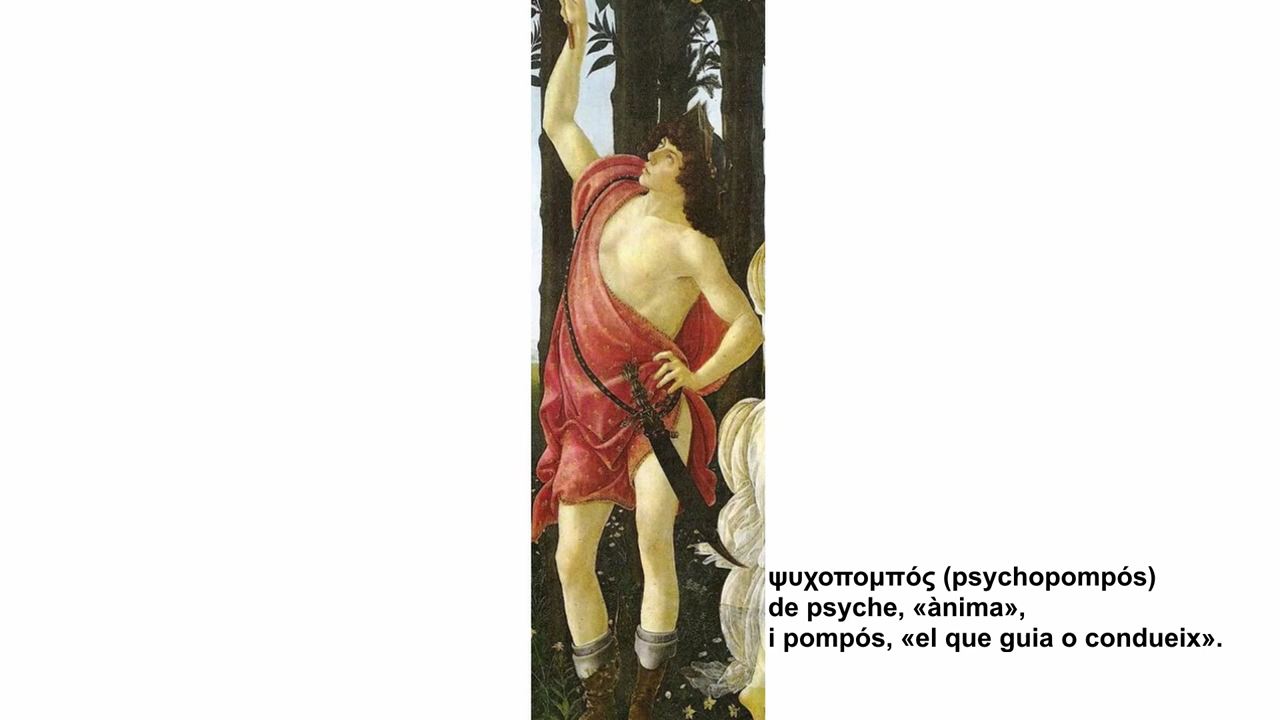 ψυχοπομπός (psychopompós)
de psyche, «ànima»,
i pompós, «el que guia o condueix».